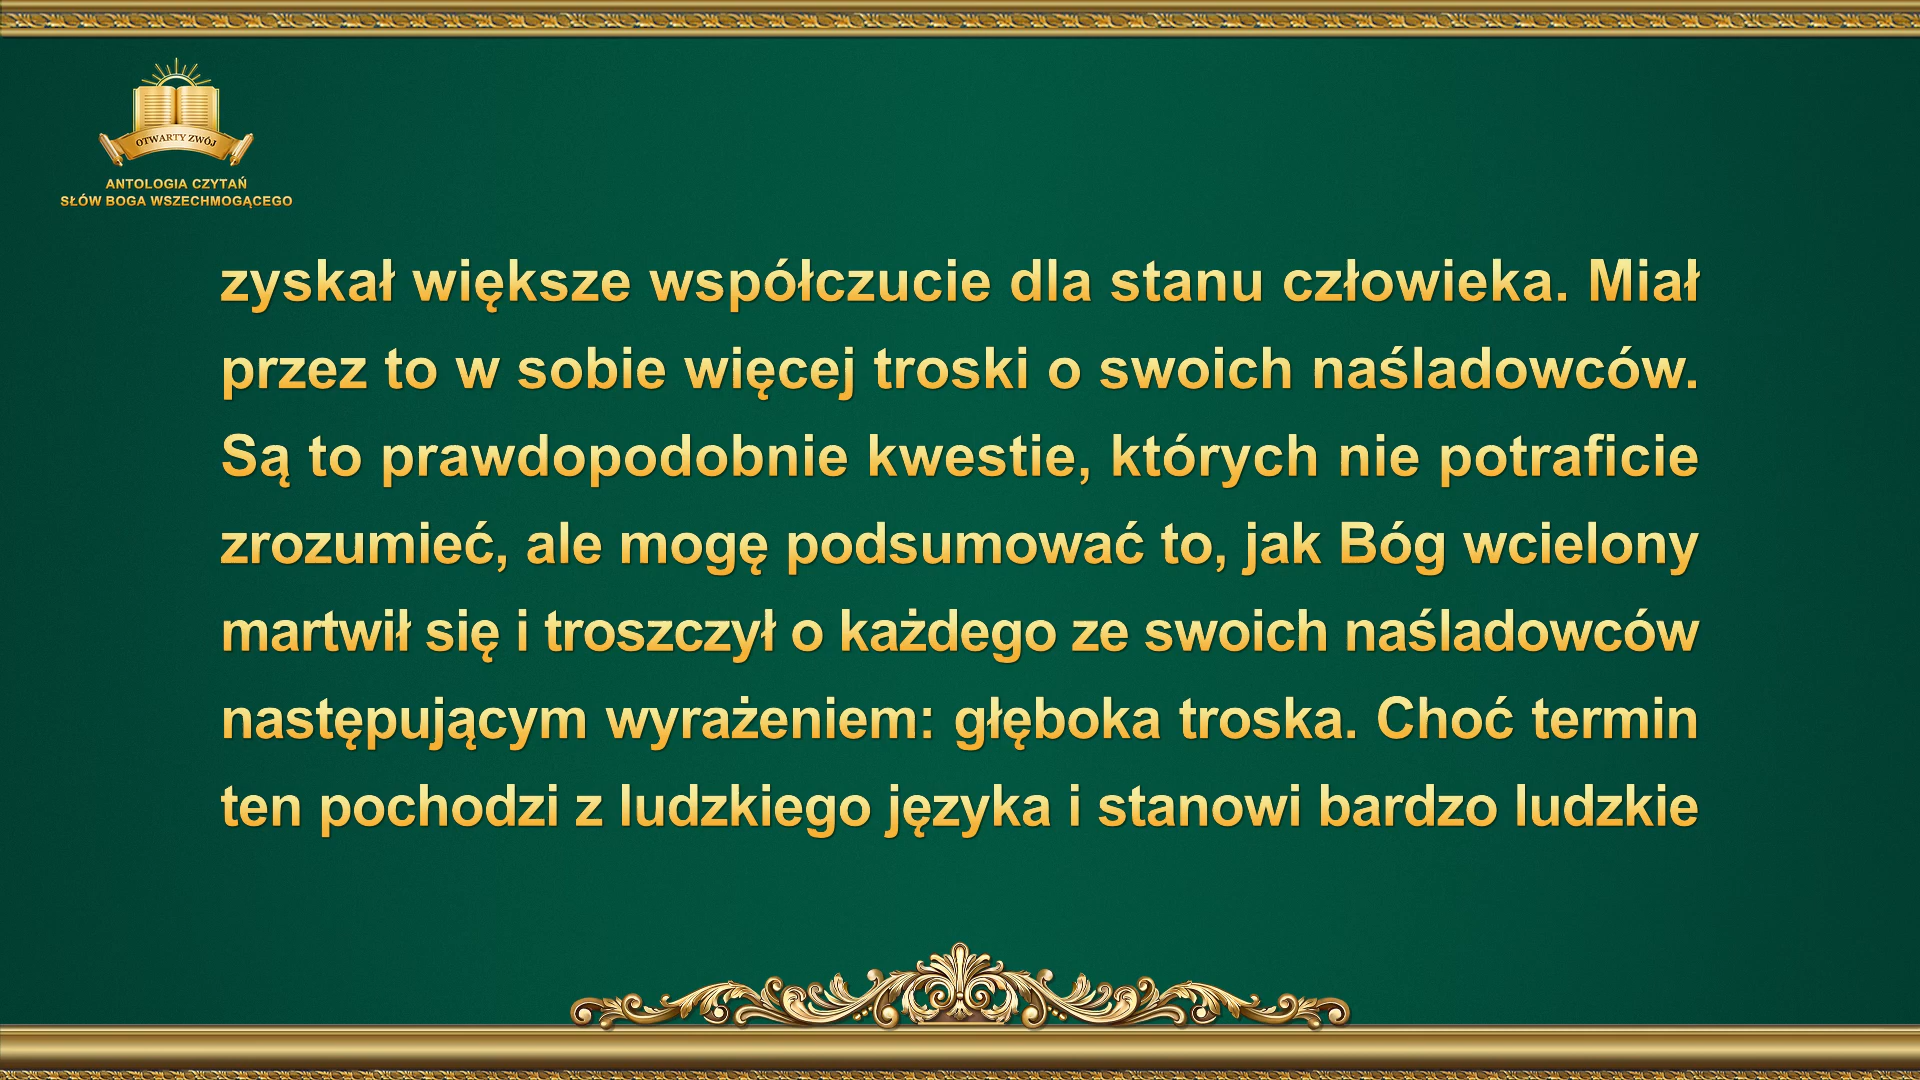 OTWARTY ZWÓJ
ANTOLOGIA CZYTAŃ
SŁÓW BOGA WSZECHMOGĄCEGO
zyskał większe współczucie dla stanu człowieka. Miał
przez to w sobie więcej troski o swoich naśladowców.
Są to prawdopodobnie kwestie, których nie potraficie
zrozumieć, ale mogę podsumować to, jak Bóg wcielony
martwił się i troszczył o każdego ze swoich naśladowców
następującym wyrażeniem: głęboka troska. Choć termin
ten pochodzi z ludzkiego języka i stanowi bardzo ludzkie